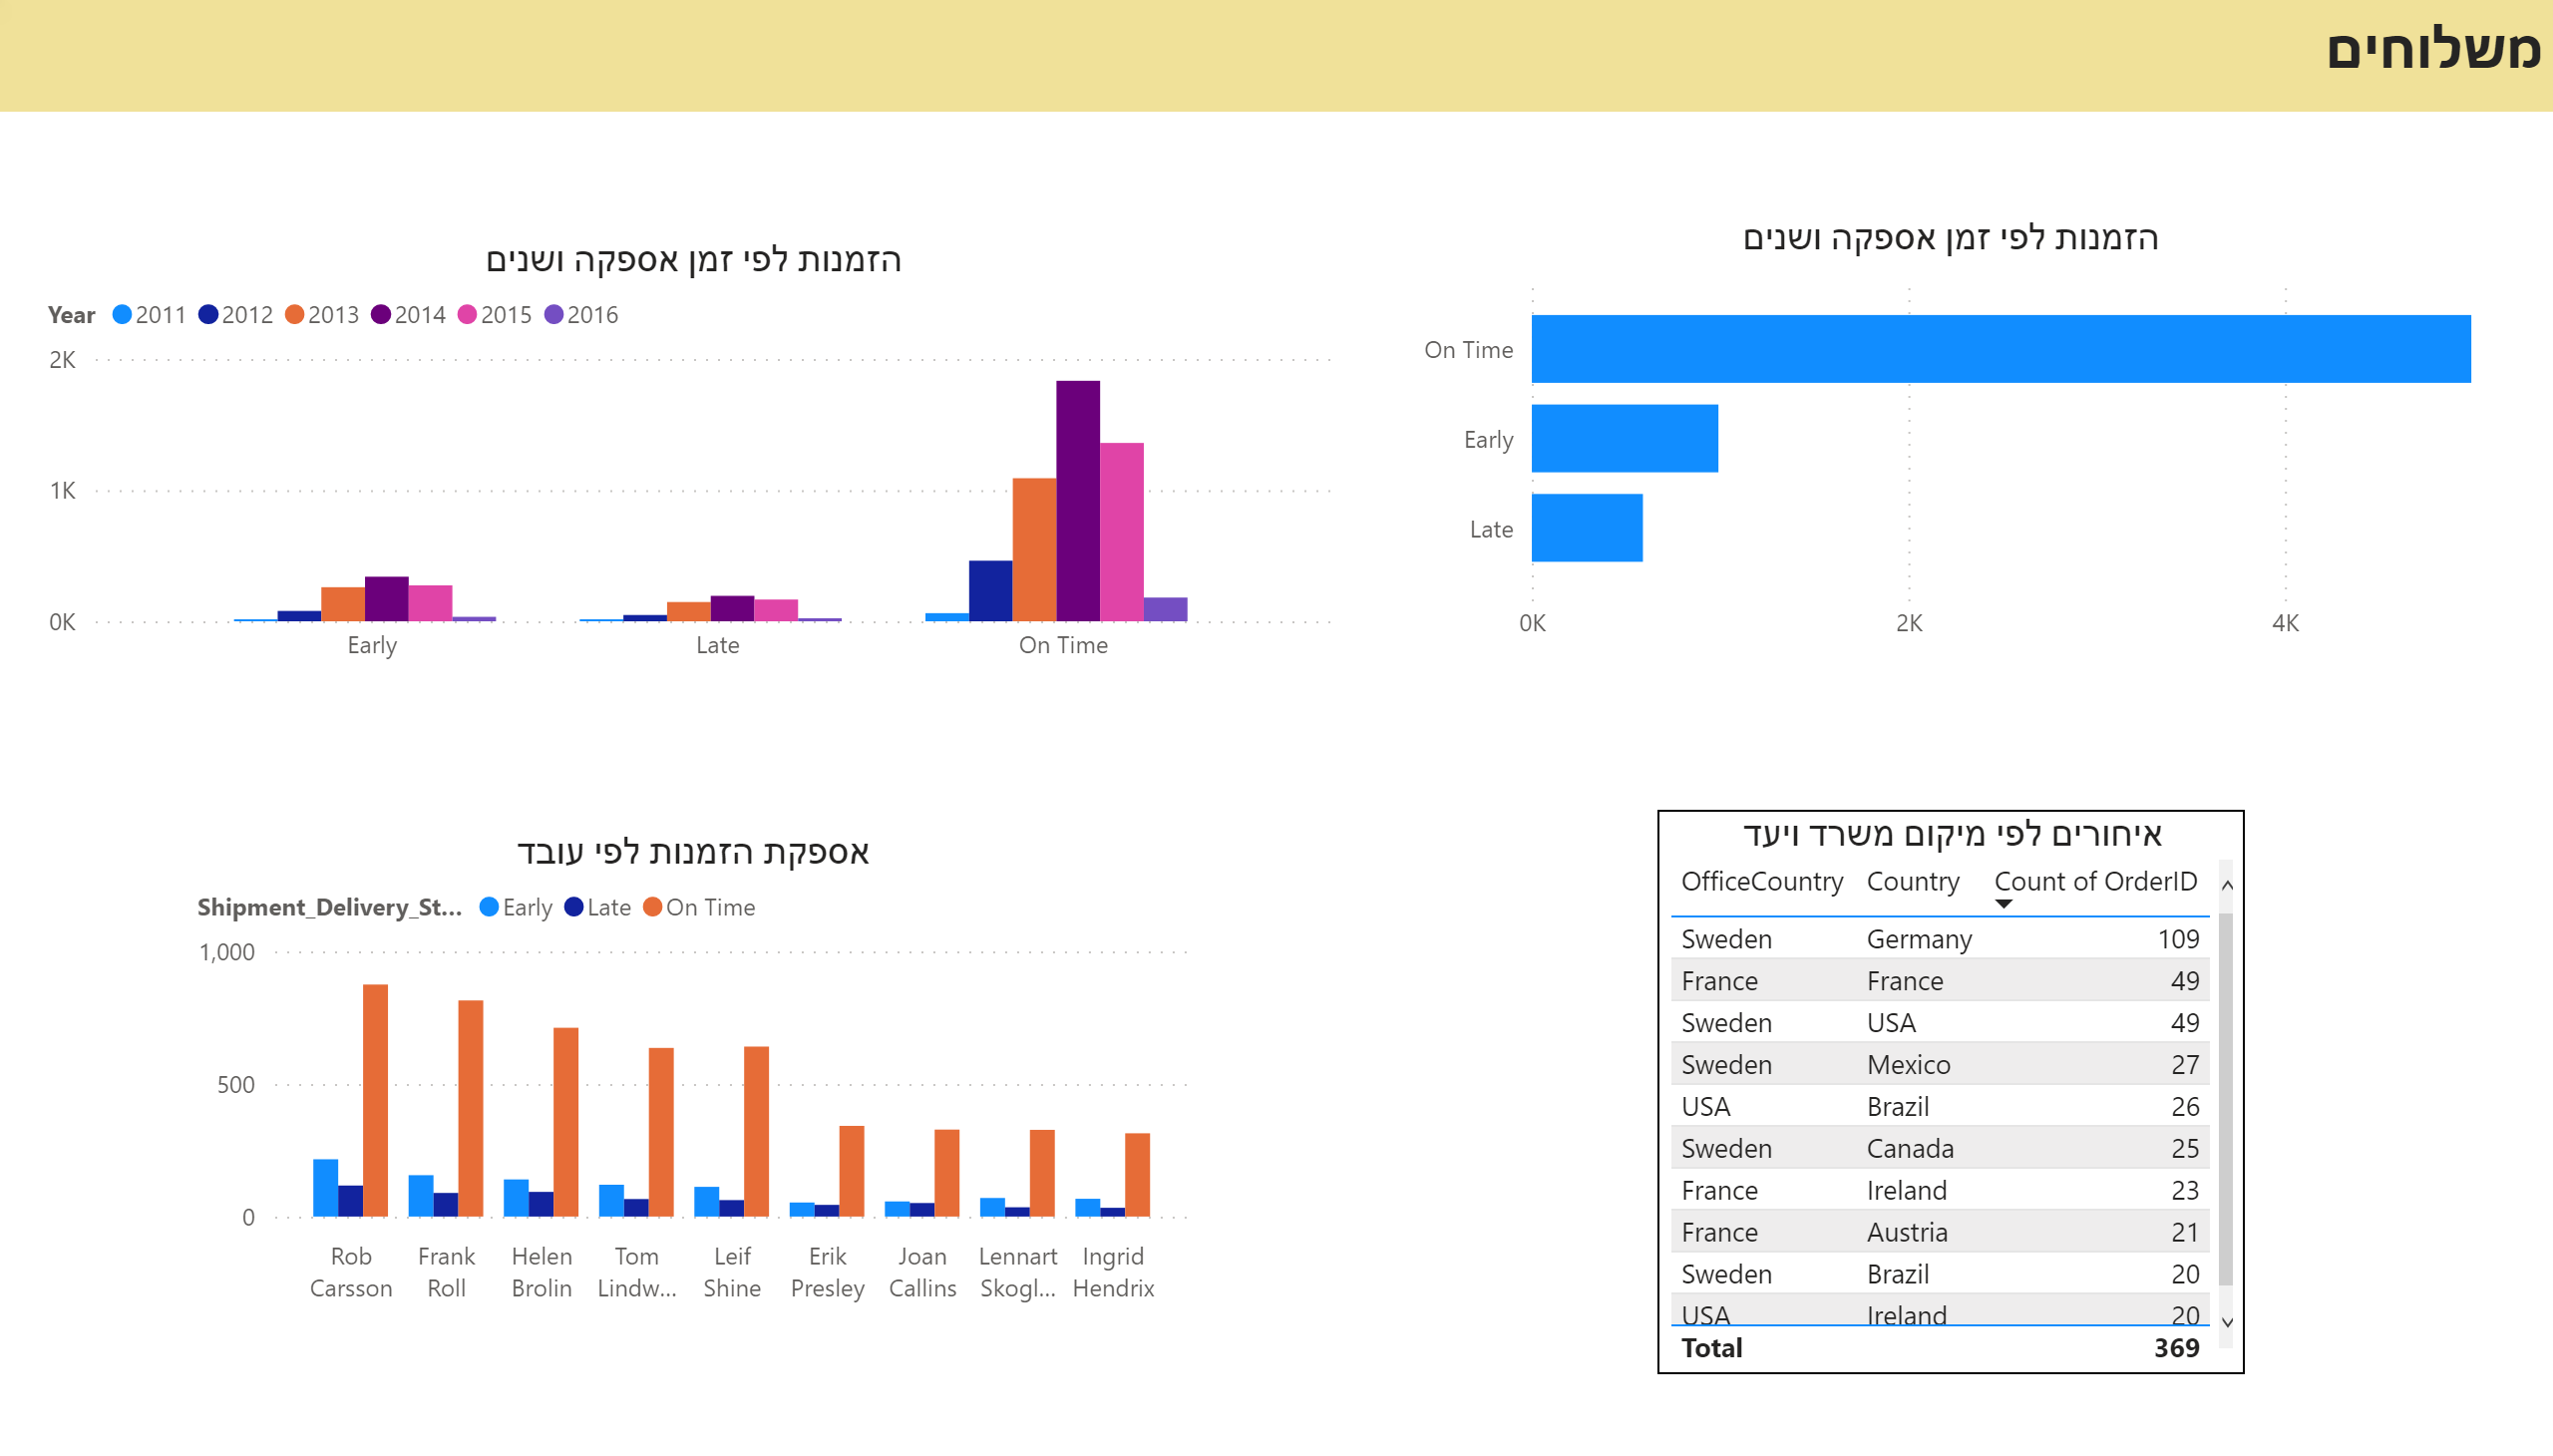 משלוחים
הזמנות לפי זמן אספקה ושנים
On Time
Early
Late
0K 2K 4K
הזמנות לפי זמן אספקה ושנים
Year 2011 2012 2013 2014 2015 2016
2K
1K
0K
Early Late On Time
איחורים לפי מיקום משרד ויעד
OfficeCountry Country Count of OrderID
Sweden Germany 109
France France 49
Sweden USA 49
Sweden Mexico 27
USA Brazil 26
Sweden Canada 25
France Ireland 23
France Austria 21
Sweden Brazil 20
USA Ireland 20
Total 369
אספקת הזמנות לפי עובד
Shipment_Delivery_St... Early Late On Time
1,000
500
0
Rob Frank Helen Tom Leif Erik Joan Lennart Ingrid
Carsson Roll Brolin Lindw... Shine Presley Callins Skogl... Hendrix